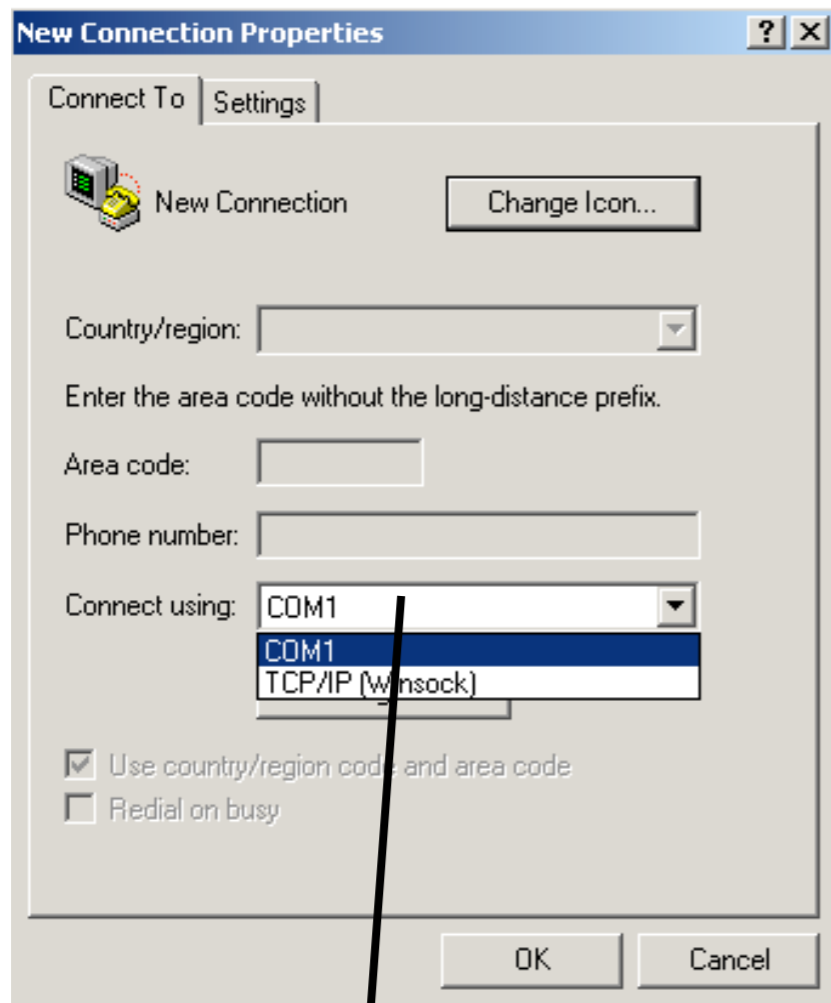 New Connection Properties
Connect To Settings
New Connection Change Icon...
Country/region:
Enter the area code without the long-distance prefix.
Area code:
Phone number:
Connect using: COM1
COM1
TCP/IP (Winsock)
Use country/region code and area code
Redial on busy
OK Cancel